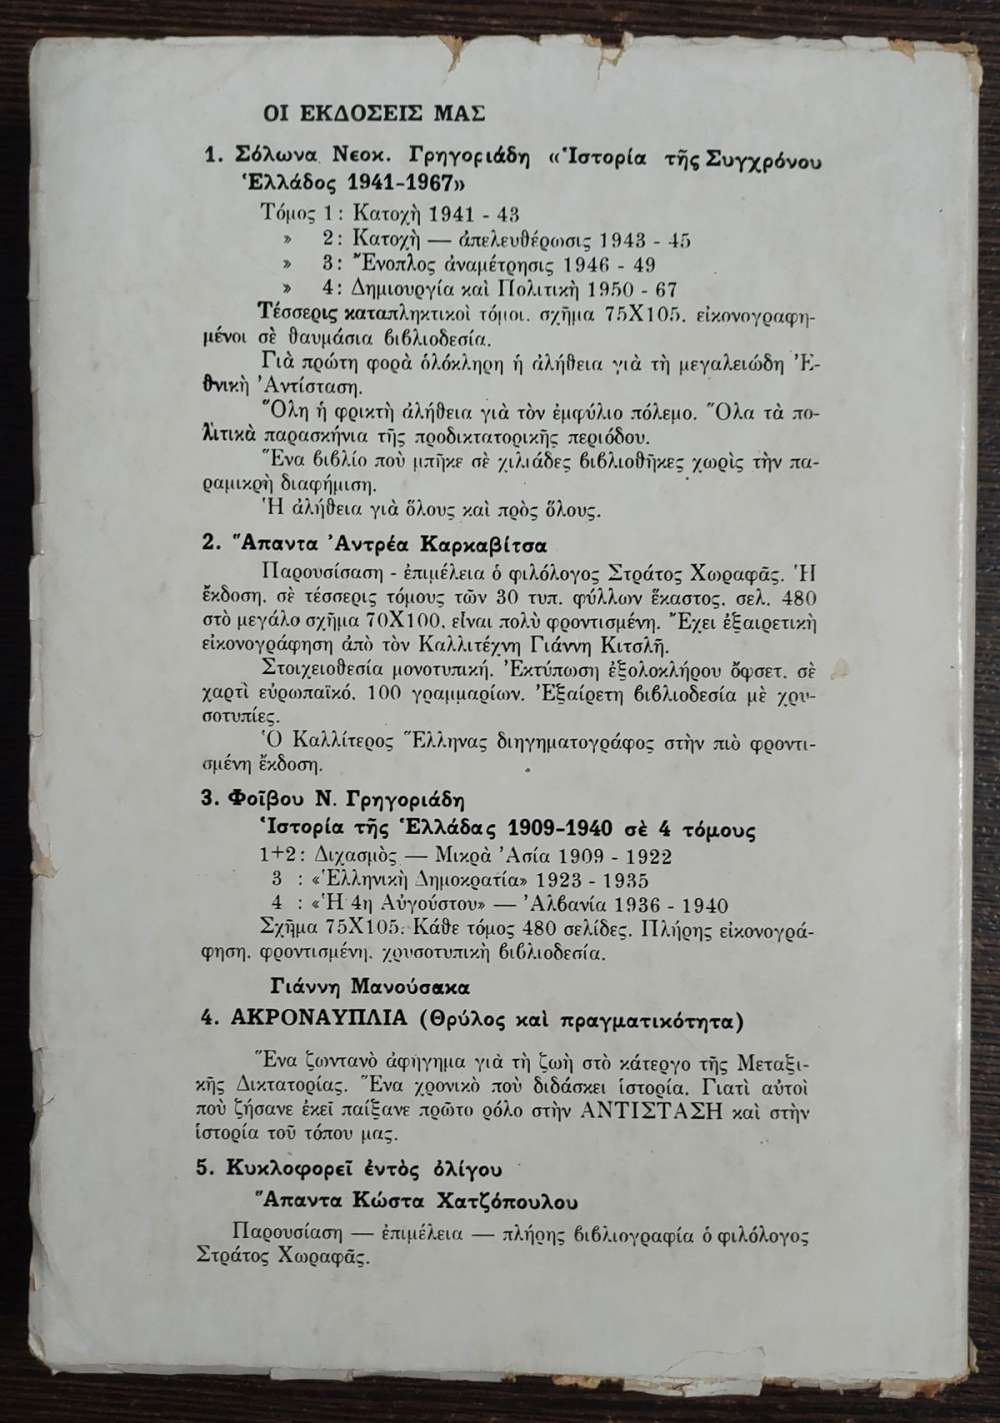 ΟΙ ΕΚΔΟΣΕΙΣ ΜΑΣ
1. Σόλωνα Νεοκ. Γρηγοριάδη «Ἱστορία τῆς Συγχρόνου
Ἑλλάδος 1941-1967»
Τόμος 1: Κατοχὴ 1941 - 43
» 2: Κατοχὴ — ἀπελευθέρωσις 1943 - 45
» 3: Ἔνοπλος ἀναμέτρησις 1946 - 49
» 4: Δημιουργία καὶ Πολιτικὴ 1950 - 67
Τέσσερις καταπληκτικοὶ τόμοι. σχῆμα 75Χ105. εἰκονογραφη-
μένοι σὲ θαυμάσια βιβλιοδεσία.
Γιὰ πρώτη φορὰ ὁλόκληρη ἡ ἀλήθεια γιὰ τὴ μεγαλειώδη Ἐ-
θνικὴ Ἀντίσταση.
Ὅλη ἡ φρικτὴ ἀλήθεια γιὰ τὸν ἐμφύλιο πόλεμο. Ὅλα τὰ πο-
λιτικὰ παρασκήνια τῆς προδικτατορικῆς περιόδου.
Ἕνα βιβλίο ποὺ μπῆκε σὲ χιλιάδες βιβλιοθῆκες χωρὶς τὴν πα-
ραμικρὴ διαφήμιση.
Ἡ ἀλήθεια γιὰ ὅλους καὶ πρὸς ὅλους.
2. Ἅπαντα Ἀντρέα Καρκαβίτσα
Παρουσίσαση - ἐπιμέλεια ὁ φιλόλογος Στράτος Χωραφᾶς. Ἡ
ἔκδοση. σὲ τέσσερις τόμους τῶν 30 τυπ. φύλλων ἕκαστος. σελ. 480
στὸ μεγάλο σχῆμα 70Χ100. εἶναι πολὺ φροντισμένη. Ἔχει ἐξαιρετικὴ
εἰκονογράφηση ἀπὸ τὸν Καλλιτέχνη Γιάννη Κιτσλῆ.
Στοιχειοθεσία μονοτυπική. Ἐκτύπωση ἐξολοκλήρου ὄφσετ. σὲ
χαρτὶ εὐρωπαϊκό. 100 γραμμαρίων. Ἐξαίρετη βιβλιοδεσία μὲ χρυ-
σοτυπίες.
Ὁ Καλλίτερος Ἕλληνας διηγηματογράφος στὴν πιὸ φροντι-
σμένη ἔκδοση.
3. Φοῖβου Ν. Γρηγοριάδη
Ἱστορία τῆς Ἑλλάδας 1909-1940 σὲ 4 τόμους
1+2: Διχασμὸς — Μικρὰ Ἀσία 1909 - 1922
3 : «Ἑλληνικὴ Δημοκρατία» 1923 - 1935
4 : «Ἡ 4η Αὐγούστου» — Ἀλβανία 1936 - 1940
Σχῆμα 75Χ105. Κάθε τόμος 480 σελίδες. Πλήρης εἰκονογρά-
φηση. φροντισμένη. χρυσοτυπικὴ βιβλιοδεσία.
Γιάννη Μανούσακα
4. ΑΚΡΟΝΑΥΠΛΙΑ (Θρύλος καὶ πραγματικότητα)
Ἕνα ζωντανὸ ἀφήγημα γιὰ τὴ ζωὴ στὸ κάτεργο τῆς Μεταξι-
κῆς Δικτατορίας. Ἕνα χρονικὸ ποὺ διδάσκει ἱστορία. Γιατὶ αὐτοὶ
ποὺ ζήσανε ἐκεῖ παίξανε πρῶτο ρόλο στὴν ΑΝΤΙΣΤΑΣΗ καὶ στὴν
ἱστορία τοῦ τόπου μας.
5. Κυκλοφορεῖ ἐντὸς ὀλίγου
Ἅπαντα Κώστα Χατζόπουλου
Παρουσίαση — ἐπιμέλεια — πλήρης βιβλιογραφία ὁ φιλόλογος
Στράτος Χωραφᾶς.